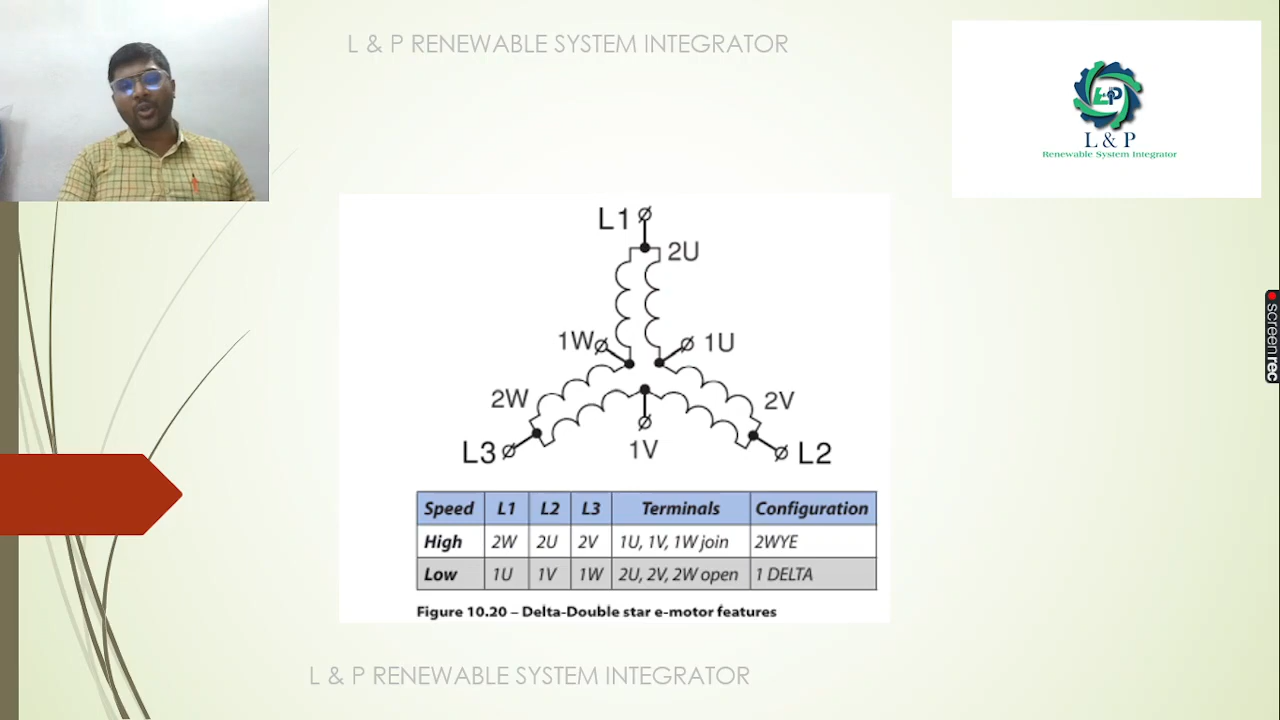 L & P RENEWABLE SYSTEM INTEGRATOR
L&P
L & P
Renewable System Integrator
L1
2U
1W
1U
2W
2V
L3
1V
L2
Speed L1 L2 L3 Terminals Configuration
High 2W 2U 2V 1U, 1V, 1W join 2WYE
Low 1U 1V 1W 2U, 2V, 2W open 1 DELTA
Figure 10.20 – Delta-Double star e-motor features
L & P RENEWABLE SYSTEM INTEGRATOR
screenrec